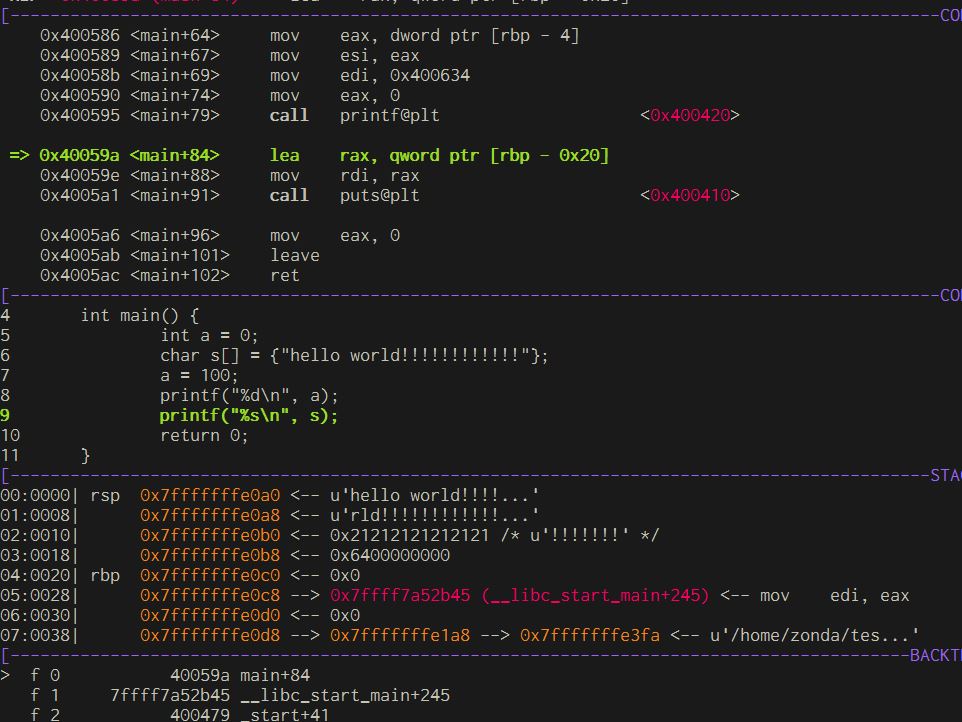 [---------------------------------------------------------------------------------------------CO
0x400586 <main+64> mov eax, dword ptr [rbp - 4]
0x400589 <main+67> mov esi, eax
0x40058b <main+69> mov edi, 0x400634
0x400590 <main+74> mov eax, 0
0x400595 <main+79> call printf@plt <0x400420>
=> 0x40059a <main+84> lea rax, qword ptr [rbp - 0x20]
0x40059e <main+88> mov rdi, rax
0x4005a1 <main+91> call puts@plt <0x400410>
0x4005a6 <main+96> mov eax, 0
0x4005ab <main+101> leave
0x4005ac <main+102> ret
[---------------------------------------------------------------------------------------------CO
4 int main() {
5 int a = 0;
6 char s[] = {"hello world!!!!!!!!!!!!"};
7 a = 100;
8 printf("%d\n", a);
9 printf("%s\n", s);
10 return 0;
11 }
[--------------------------------------------------------------------------------------------STA
00:0000| rsp 0x7fffffffe0a0 <-- u'hello world!!!!...'
01:0008| 0x7fffffffe0a8 <-- u'rld!!!!!!!!!!!!...'
02:0010| 0x7fffffffe0b0 <-- 0x21212121212121 /* u'!!!!!!!' */
03:0018| 0x7fffffffe0b8 <-- 0x6400000000
04:0020| rbp 0x7fffffffe0c0 <-- 0x0
05:0028| 0x7fffffffe0c8 --> 0x7ffff7a52b45 (__libc_start_main+245) <-- mov edi, eax
06:0030| 0x7fffffffe0d0 <-- 0x0
07:0038| 0x7fffffffe0d8 --> 0x7fffffffe1a8 --> 0x7fffffffe3fa <-- u'/home/zonda/tes...'
[------------------------------------------------------------------------------------------BACKT
> f 0 40059a main+84
f 1 7ffff7a52b45 __libc_start_main+245
f 2 400479 _start+41